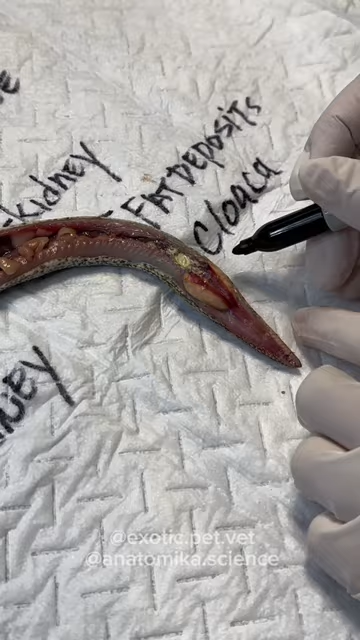 Kidney
Fat Deposits
Cloaca
@exotic.pet.vet
@anatomika.science